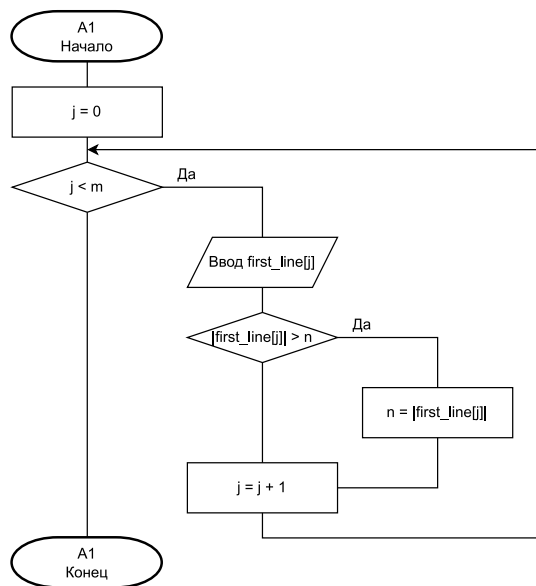 A1
Начало
j = 0
j < m
Да
Ввод first_line[j]
|first_line[j]| > n
Да
n = |first_line[j]|
j = j + 1
A1
Конец